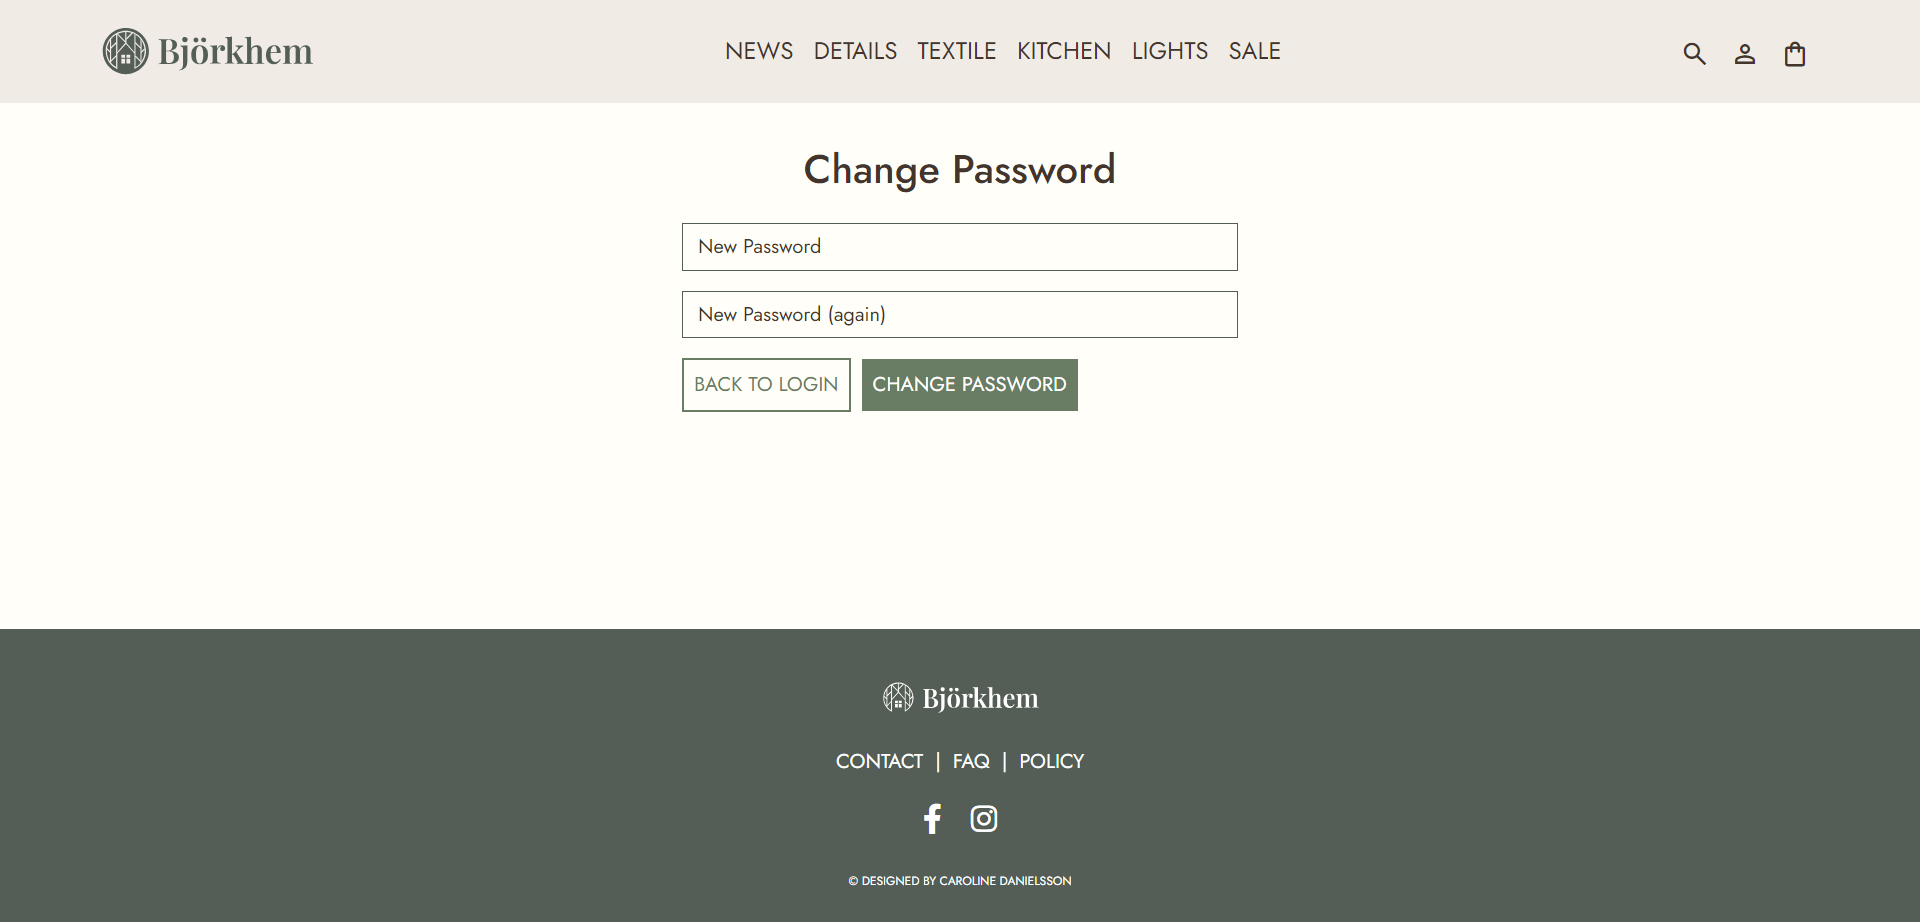 Björkhem
NEWS DETAILS TEXTILE KITCHEN LIGHTS SALE
Change Password
New Password
New Password (again)
BACK TO LOGIN CHANGE PASSWORD
Björkhem
CONTACT | FAQ | POLICY
© DESIGNED BY CAROLINE DANIELSSON